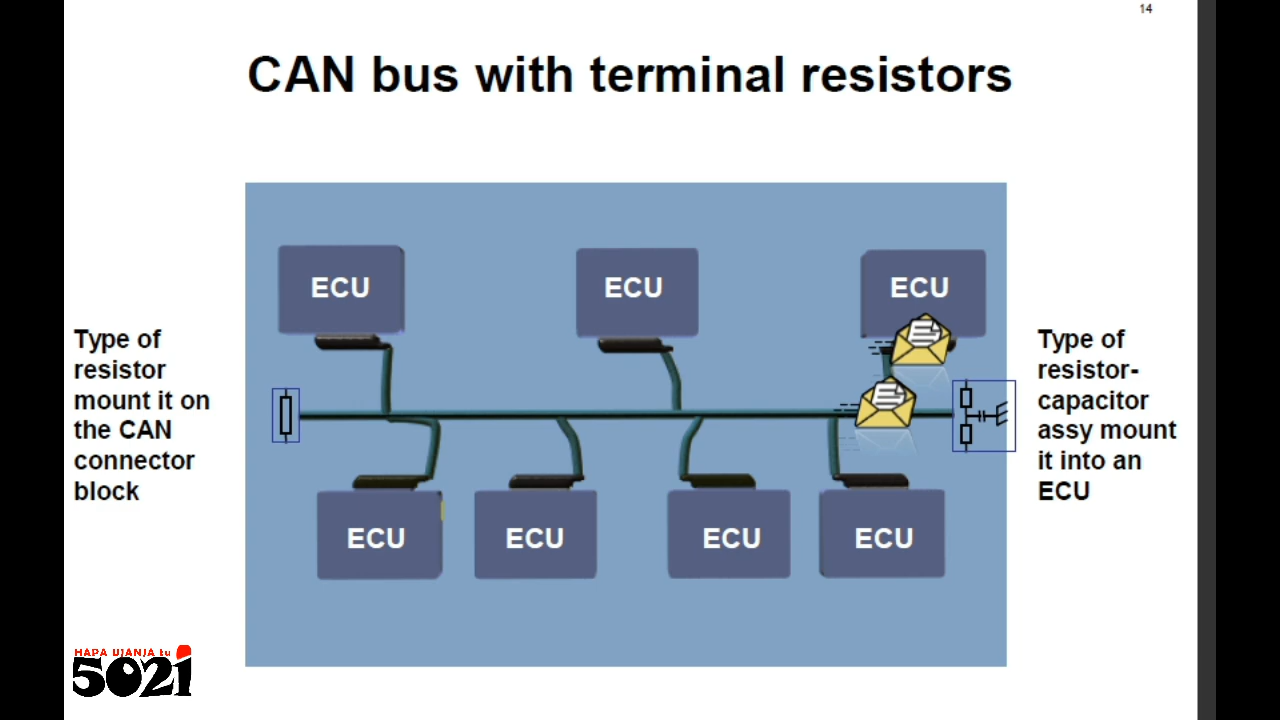 14
CAN bus with terminal resistors
ECU
ECU
ECU
Type of
resistor
mount it on
the CAN
connector
block
Type of
resistor-
capacitor
assy mount
it into an
ECU
ECU
ECU
ECU
ECU
HAPA UJANJA tu
5021